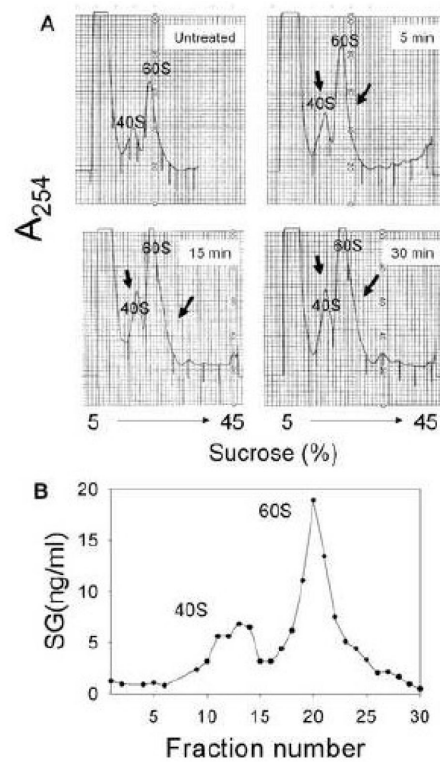 A
Untreated
60S
40S
5 min
60S
40S
A254
60S
15 min
40S
60S
30 min
40S
5 45 5 45
Sucrose (%)
B
20
15
10
5
0
SG(ng/ml)
40S
60S
5 10 15 20 25 30
Fraction number